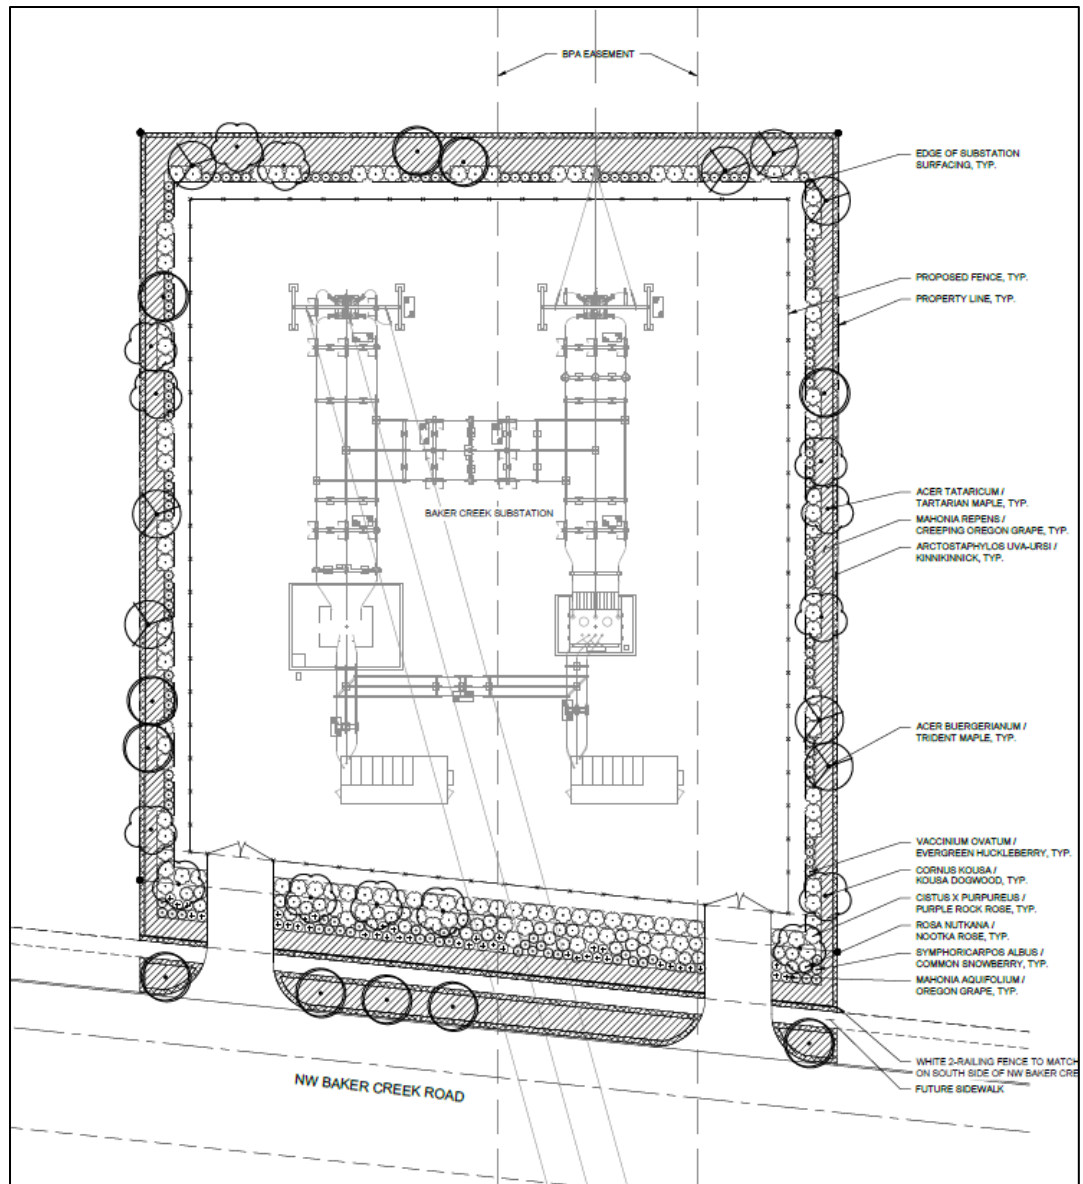 BPA EASEMENT
EDGE OF SUBSTATION
SURFACING, TYP.
PROPOSED FENCE, TYP.
PROPERTY LINE, TYP.
ACER TATARICUM /
TARTARIAN MAPLE, TYP.
MAHONIA REPENS /
CREEPING OREGON GRAPE, TYP.
BAKER CREEK SUBSTATION
ARCTOSTAPHYLOS UVA-URSI /
KINNIKINNICK, TYP.
ACER BUERGERIANUM /
TRIDENT MAPLE, TYP.
VACCINIUM OVATUM /
EVERGREEN HUCKLEBERRY, TYP.
CORNUS KOUSA /
KOUSA DOGWOOD, TYP.
CISTUS X PURPUREUS /
PURPLE ROCK ROSE, TYP.
ROSA NUTKANA /
NOOTKA ROSE, TYP.
SYMPHORICARPOS ALBUS /
COMMON SNOWBERRY, TYP.
MAHONIA AQUIFOLIUM /
OREGON GRAPE, TYP.
WHITE 2-RAILING FENCE TO MATCH
ON SOUTH SIDE OF NW BAKER CRE
FUTURE SIDEWALK
NW BAKER CREEK ROAD